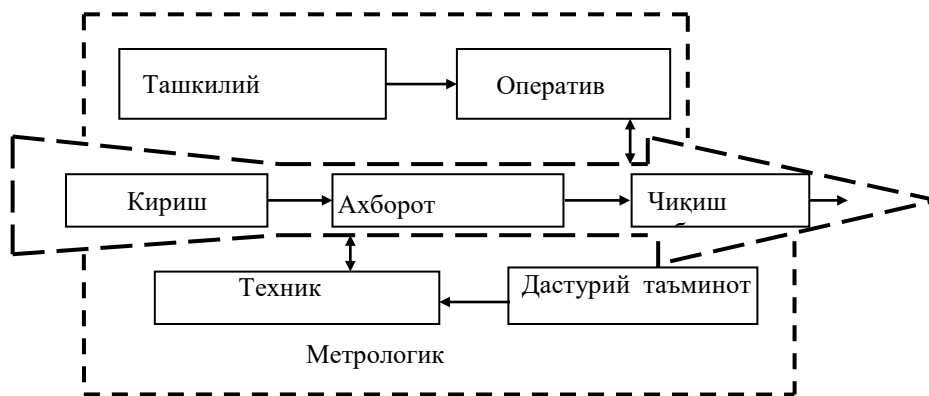 Ташкилий
Оператив
Кириш
Ахборот
Чиқиш
Техник
Дастурий таъминот
Метрологик